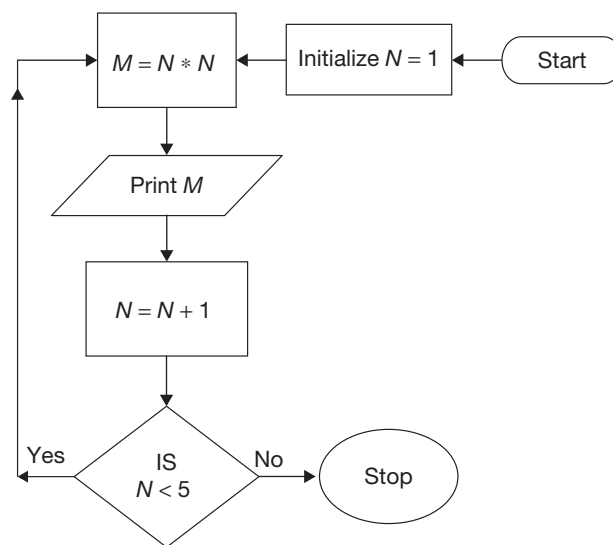 Start
Initialize N = 1
M = N * N
Print M
N = N + 1
IS
N < 5
Yes
No
Stop